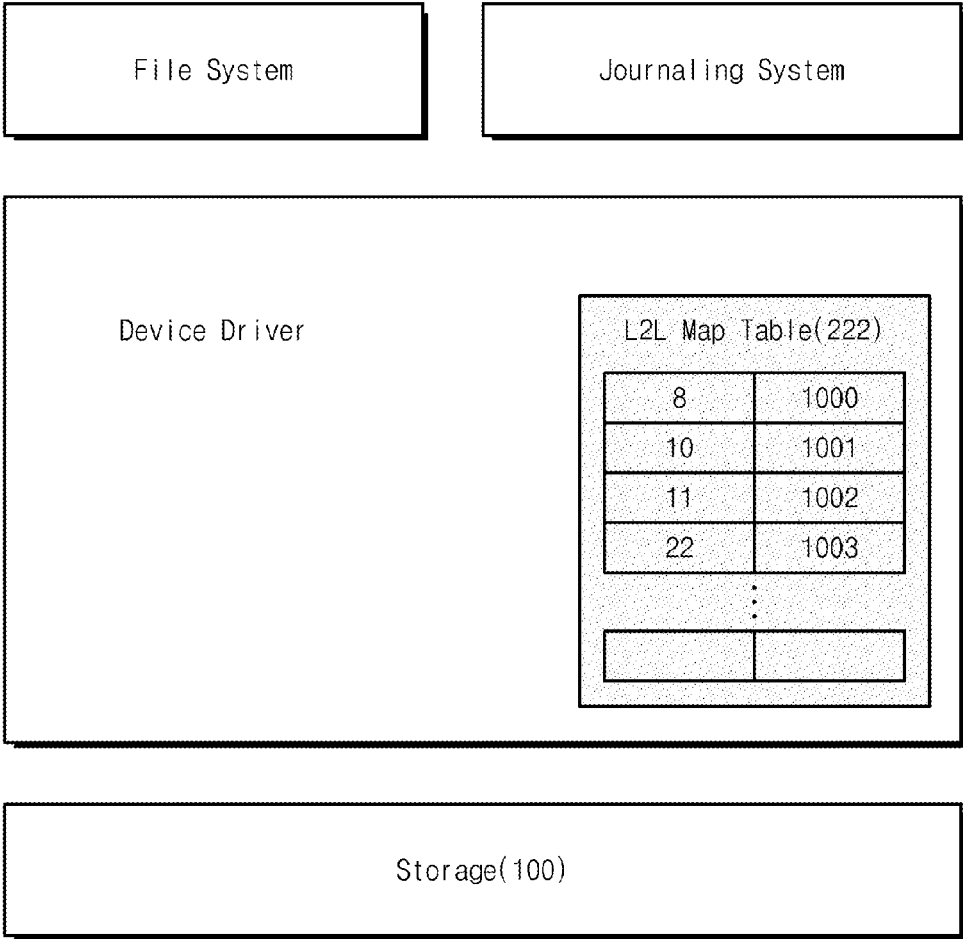 File System
Journaling System
Device Driver
L2L Map Table(222)
8 1000
10 1001
11 1002
22 1003
Storage(100)